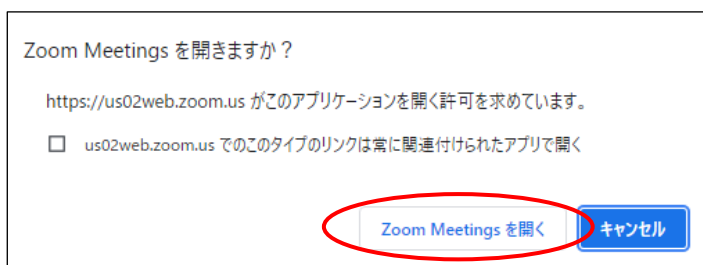 Zoom Meetings を開きますか？
https://us02web.zoom.us がこのアプリケーションを開く許可を求めています。
us02web.zoom.us でのこのタイプのリンクは常に関連付けられたアプリで開く
Zoom Meetings を開く キャンセル